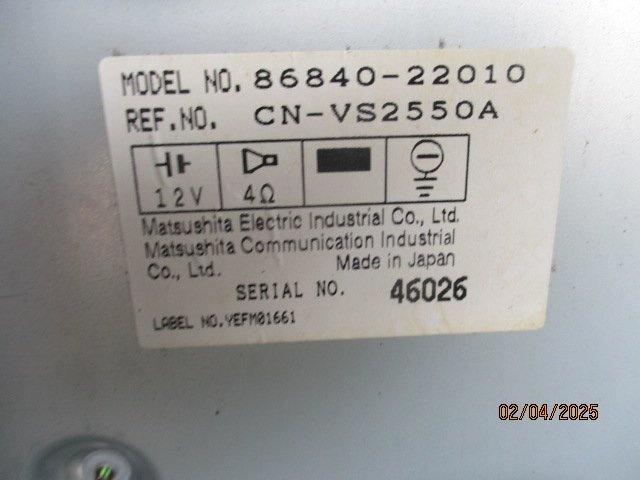 MODEL NO. 86840-22010
REF.NO. CN-VS2550A
12V 4Ω
Matsushita Electric Industrial Co., Ltd.
Matsushita Communication Industrial
Co., Ltd. Made in Japan
SERIAL NO. 46026
LABEL NO.YEFM01661
02/04/2025